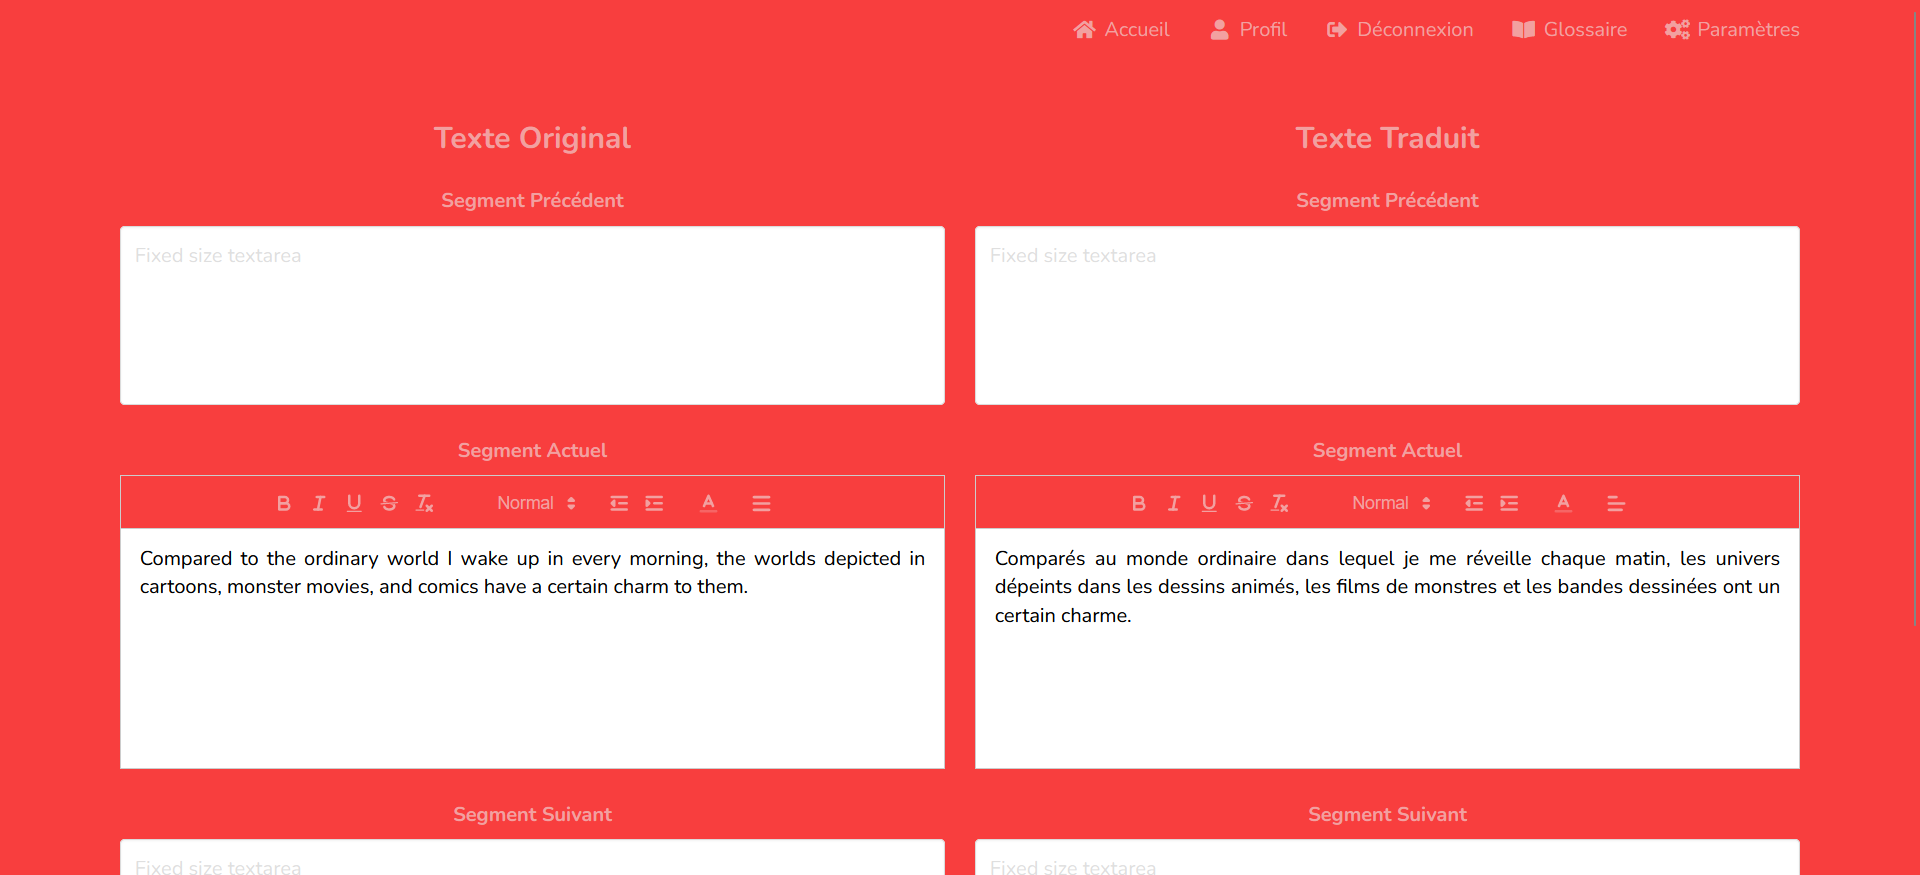 Accueil Profil Déconnexion Glossaire Paramètres
Texte Original
Segment Précédent
Fixed size textarea
Segment Actuel
Normal
Compared to the ordinary world I wake up in every morning, the worlds depicted in
cartoons, monster movies, and comics have a certain charm to them.
Segment Suivant
Fixed size textarea
Texte Traduit
Segment Précédent
Fixed size textarea
Segment Actuel
Normal
Comparés au monde ordinaire dans lequel je me réveille chaque matin, les univers
dépeints dans les dessins animés, les films de monstres et les bandes dessinées ont un
certain charme.
Segment Suivant
Fixed size textarea